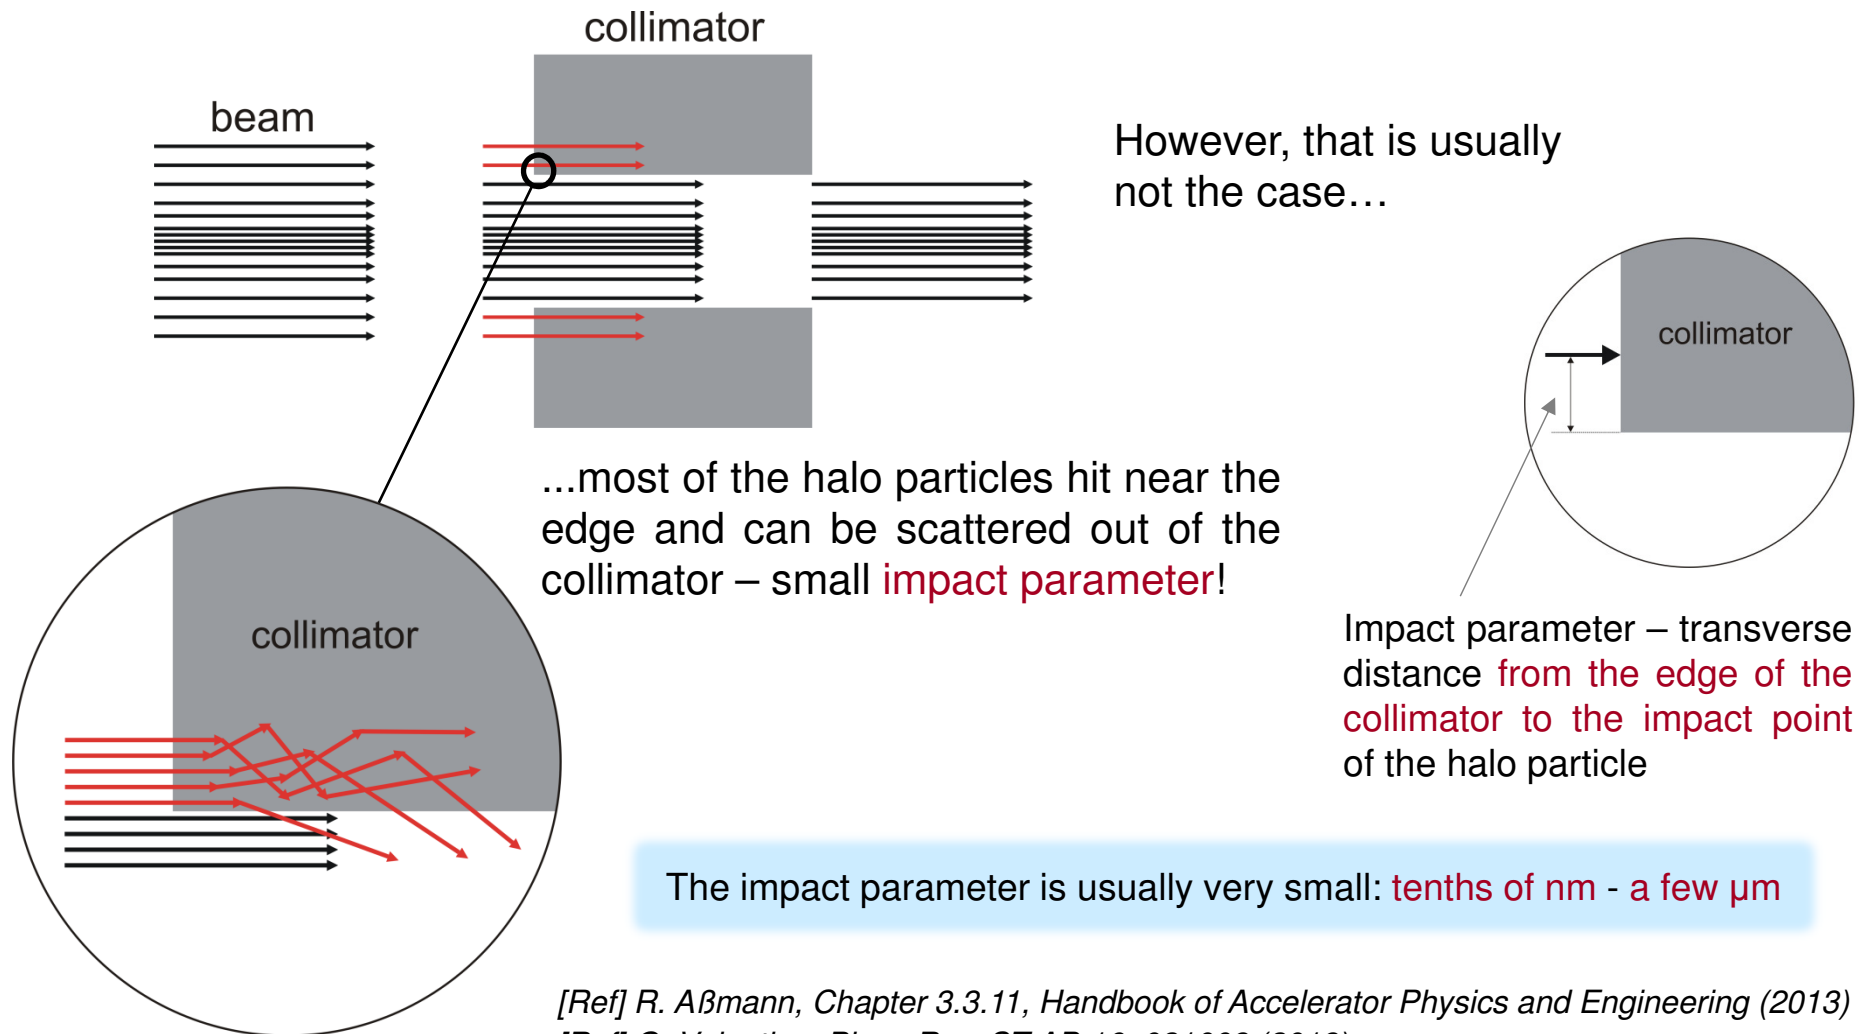 collimator
beam
However, that is usually
not the case…
collimator
...most of the halo particles hit near the
edge and can be scattered out of the
collimator – small impact parameter!
collimator
Impact parameter – transverse
distance from the edge of the
collimator to the impact point
of the halo particle
The impact parameter is usually very small: tenths of nm - a few µm
[Ref] R. Aßmann, Chapter 3.3.11, Handbook of Accelerator Physics and Engineering (2013)